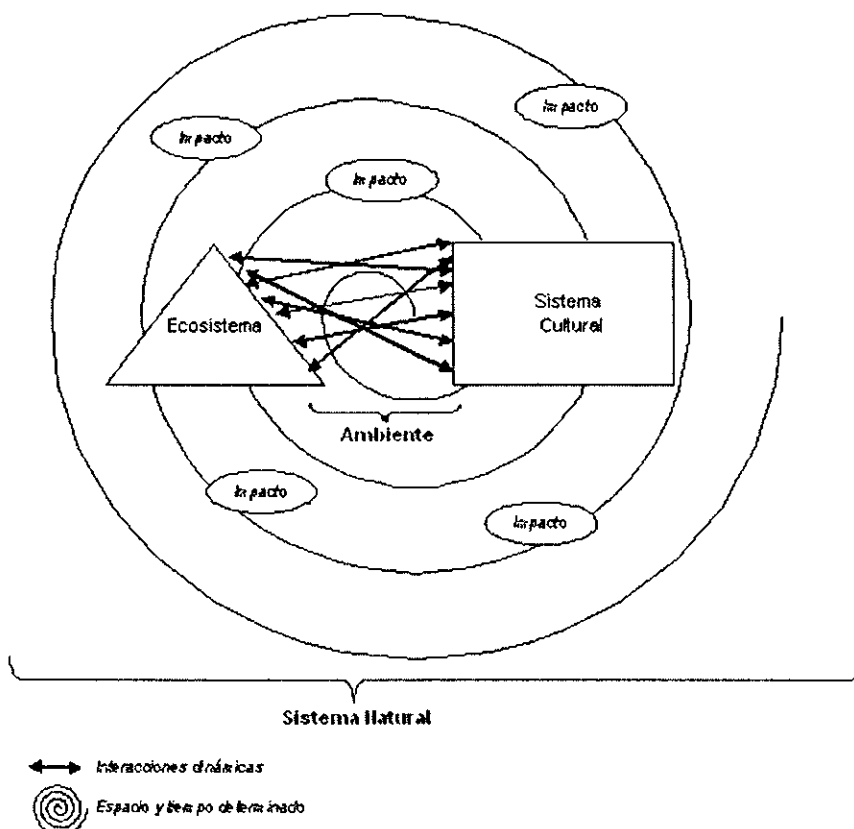 Impacto
Impacto
Impacto
Ecosistema
Sistema
Cultural
Ambiente
Impacto
Impacto
Sistema Natural
Interacciones dinámicas
Espacio y tiempo determinado